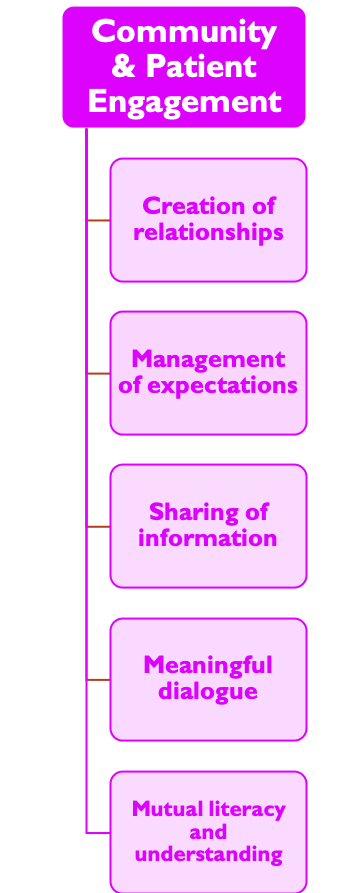 Community
& Patient
Engagement
Creation of
relationships
Management
of expectations
Sharing of
information
Meaningful
dialogue
Mutual literacy
and
understanding